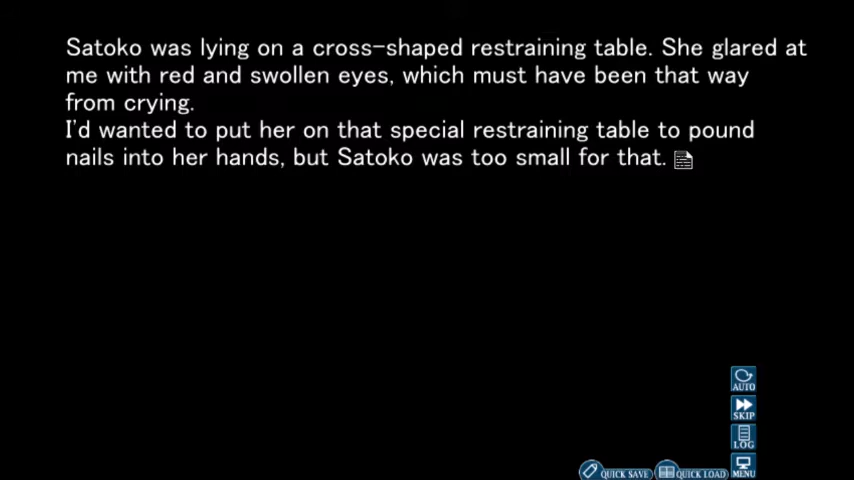 Satoko was lying on a cross-shaped restraining table. She glared at
me with red and swollen eyes, which must have been that way
from crying.
I'd wanted to put her on that special restraining table to pound
nails into her hands, but Satoko was too small for that.
AUTO
SKIP
LOG
MENU
QUICK SAVE QUICK LOAD